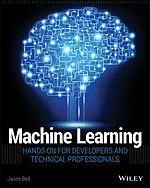 Machine Learning
HANDS-ON FOR DEVELOPERS AND
TECHNICAL PROFESSIONALS
Jason Bell
WILEY